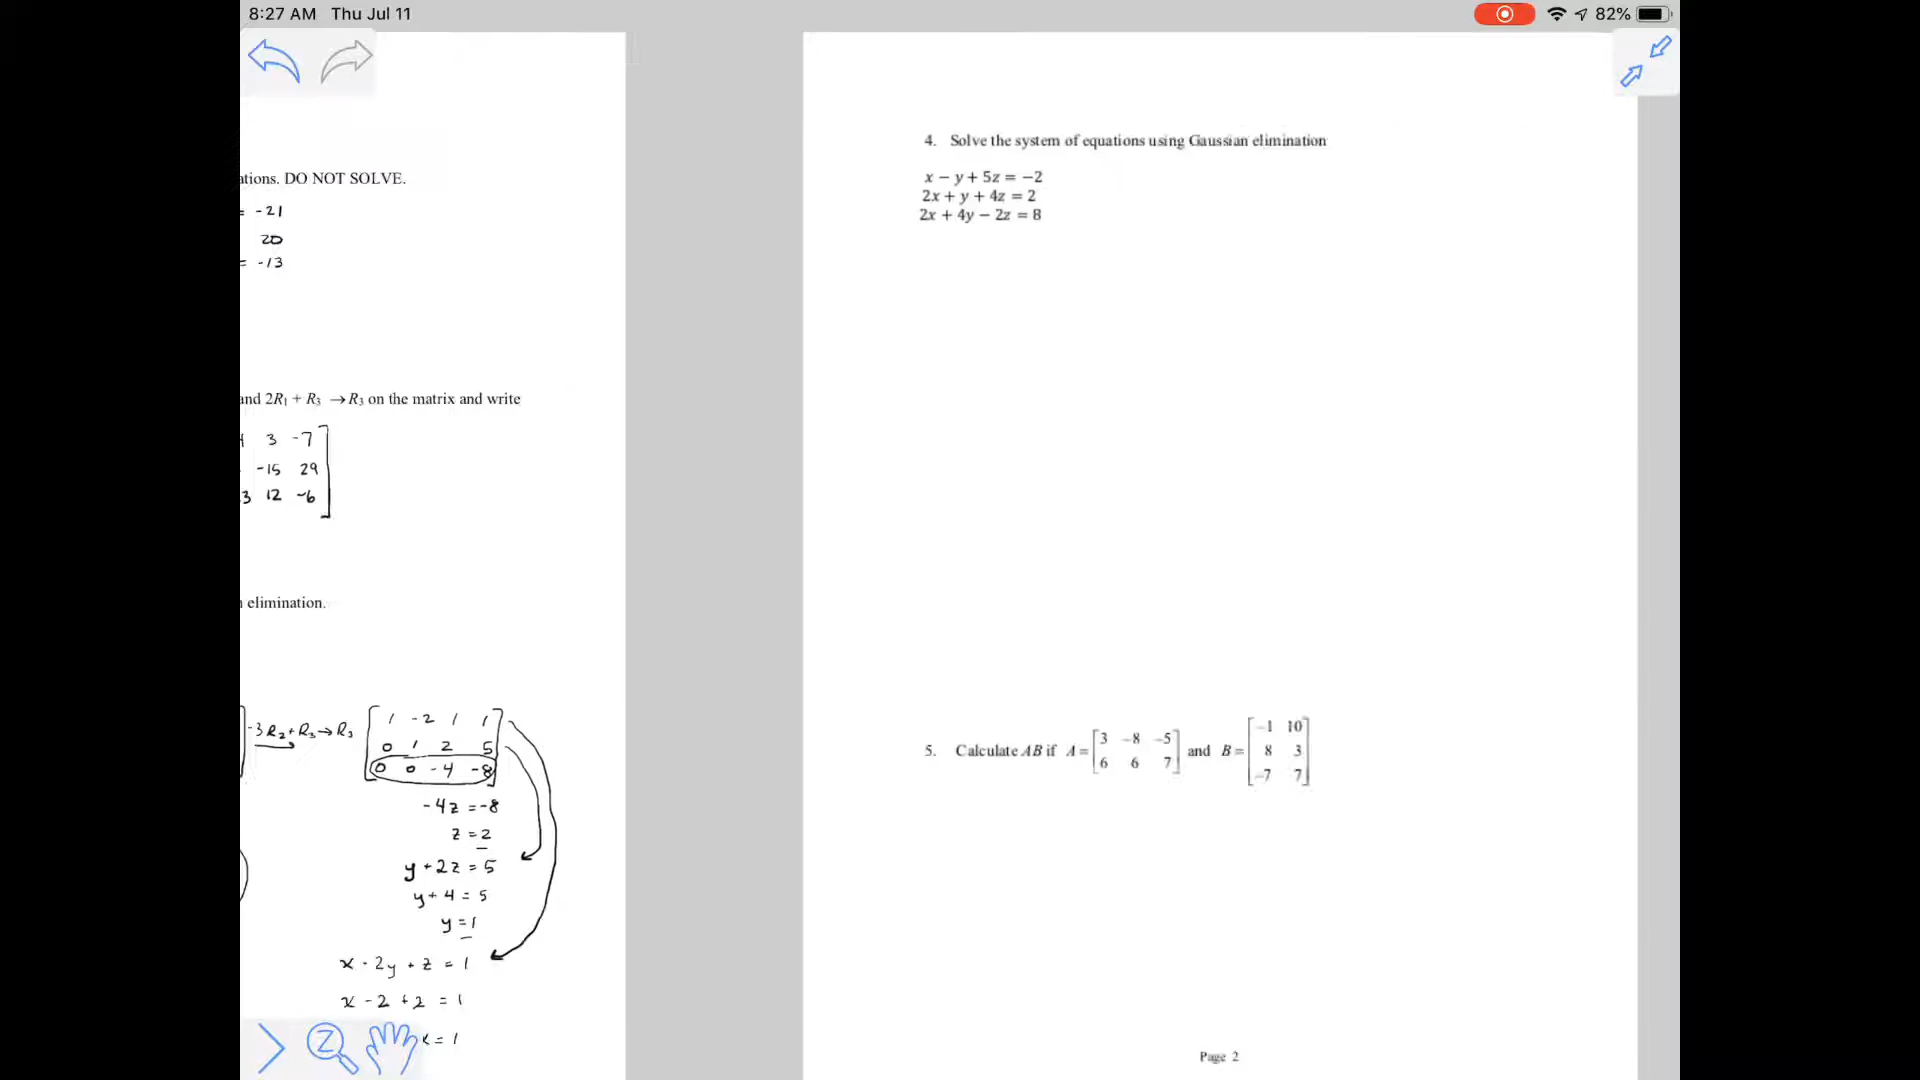 8:27 AM Thu Jul 11
82%
ations. DO NOT SOLVE.
= -21
20
= -13
and 2R₁ + R₃ → R₃ on the matrix and write
3 -7
-15 29
3 12 -6
elimination.
-3R₂+R₃→R₃
1 -2 1 1
0 1 2 5
0 0 -4 -8
-4z = -8
z = 2
y + 2z = 5
y + 4 = 5
y = 1
x - 2y + z = 1
x - 2 + 2 = 1
x = 1
4. Solve the system of equations using Gaussian elimination
x − y + 5z = −2
2x + y + 4z = 2
2x + 4y − 2z = 8
5. Calculate AB if A = [3 -8 -5; 6 6 7] and B = [-1 10; 8 3; -7 7]
Page 2